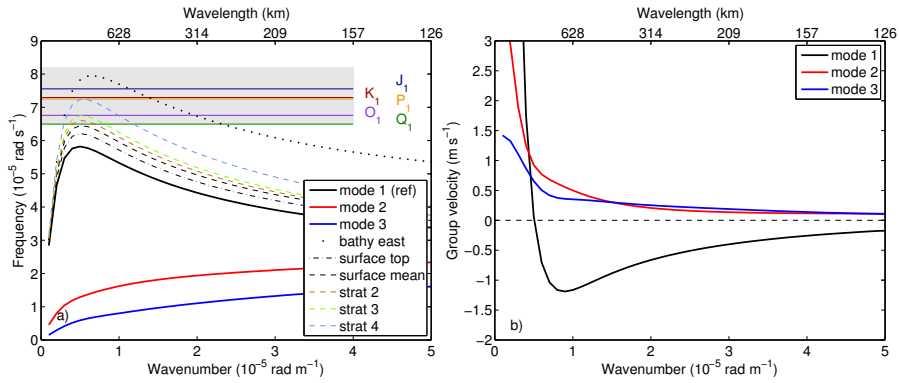 Wavelength (km)
628 314 209 157 126
9
8
7
6
5
4
3
2
1
0
Frequency (10⁻⁵ rad s⁻¹)
K₁ J₁
P₁
O₁ Q₁
mode 1 (ref)
mode 2
mode 3
bathy east
surface top
surface mean
strat 2
strat 3
strat 4
a)
0 1 2 3 4 5
Wavenumber (10⁻⁵ rad m⁻¹)
Wavelength (km)
628 314 209 157 126
3
2.5
2
1.5
1
0.5
0
−0.5
−1
−1.5
−2
Group velocity (m s⁻¹)
mode 1
mode 2
mode 3
b)
0 1 2 3 4 5
Wavenumber (10⁻⁵ rad m⁻¹)